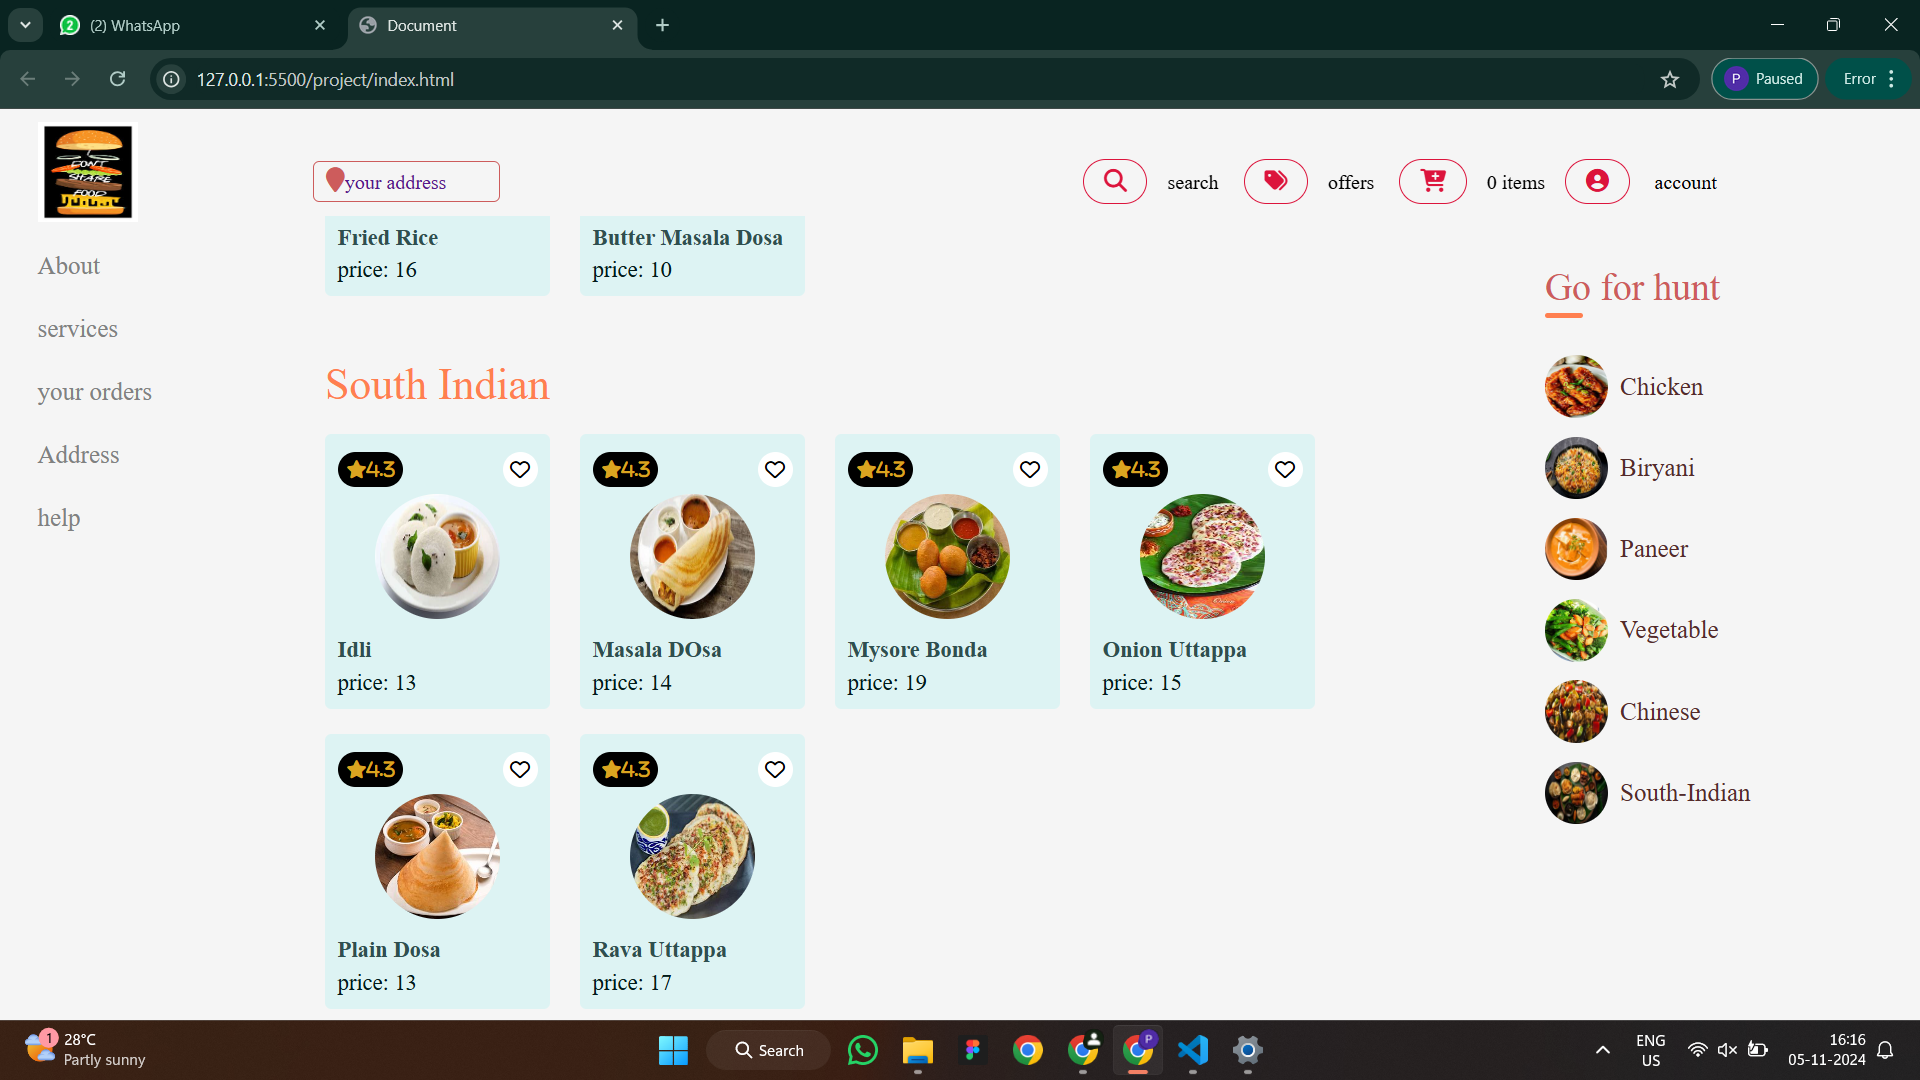 (2) WhatsApp
Document
127.0.0.1:5500/project/index.html
P Paused
Error
DON'T
SHARE
FOOD
your address
search
offers
0 items
account
About
services
your orders
Address
help
Fried Rice
price: 16
Butter Masala Dosa
price: 10
South Indian
4.3
Idli
price: 13
4.3
Masala DOsa
price: 14
4.3
Mysore Bonda
price: 19
4.3
Onion Uttappa
price: 15
4.3
Plain Dosa
price: 13
4.3
Rava Uttappa
price: 17
Go for hunt
Chicken
Biryani
Paneer
Vegetable
Chinese
South-Indian
1
28°C
Partly sunny
Search
P
ENG
US
16:16
05-11-2024